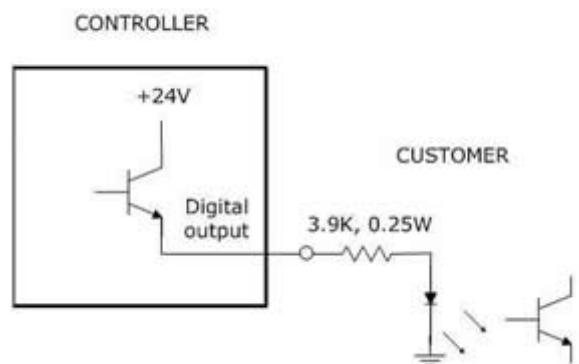 CONTROLLER
+24V
CUSTOMER
Digital
output
3.9K, 0.25W